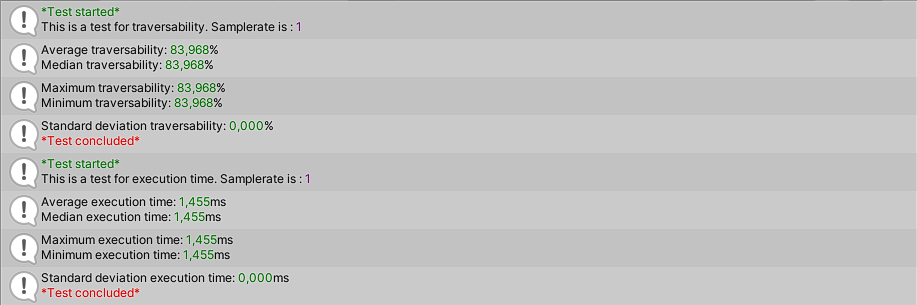 *Test started*
This is a test for traversability. Samplerate is : 1
Average traversability: 83,968%
Median traversability: 83,968%
Maximum traversability: 83,968%
Minimum traversability: 83,968%
Standard deviation traversability: 0,000%
*Test concluded*
*Test started*
This is a test for execution time. Samplerate is : 1
Average execution time: 1,455ms
Median execution time: 1,455ms
Maximum execution time: 1,455ms
Minimum execution time: 1,455ms
Standard deviation execution time: 0,000ms
*Test concluded*